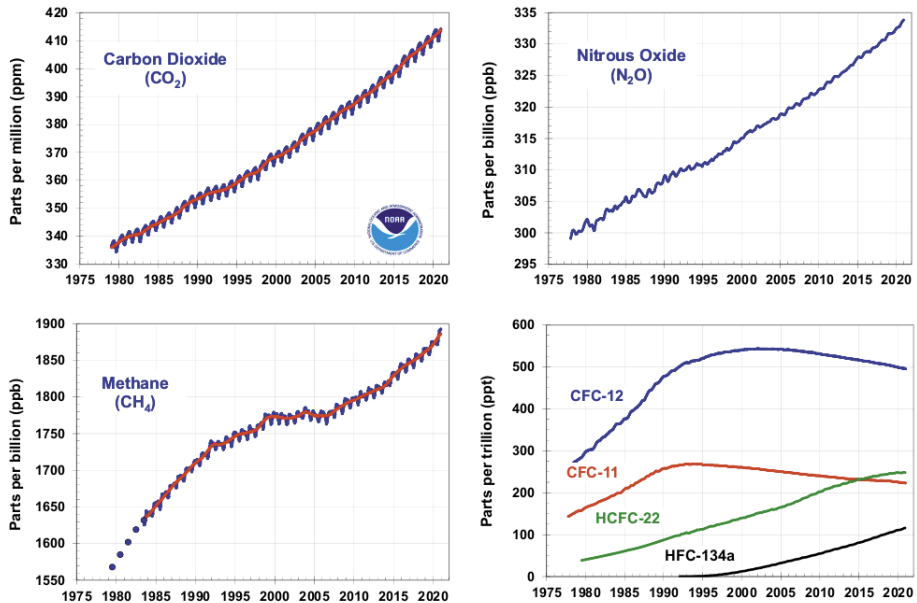 Carbon Dioxide
(CO₂)
Parts per million (ppm)
420
410
400
390
380
370
360
350
340
330
1975 1980 1985 1990 1995 2000 2005 2010 2015 2020
NOAA
Nitrous Oxide
(N₂O)
Parts per billion (ppb)
335
330
325
320
315
310
305
300
295
1975 1980 1985 1990 1995 2000 2005 2010 2015 2020
Methane
(CH₄)
Parts per billion (ppb)
1900
1850
1800
1750
1700
1650
1600
1550
1975 1980 1985 1990 1995 2000 2005 2010 2015 2020
Parts per trillion (ppt)
600
500
400
300
200
100
0
CFC-12
CFC-11
HCFC-22
HFC-134a
1975 1980 1985 1990 1995 2000 2005 2010 2015 2020